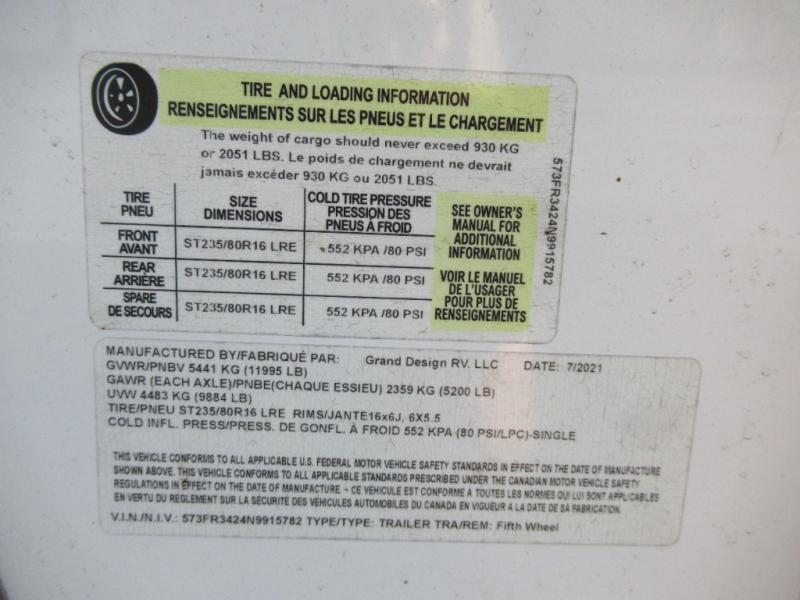 TIRE AND LOADING INFORMATION
RENSEIGNEMENTS SUR LES PNEUS ET LE CHARGEMENT
The weight of cargo should never exceed 930 KG
or 2051 LBS. Le poids de chargement ne devrait
jamais excéder 930 KG ou 2051 LBS.
TIRE
PNEU
SIZE
DIMENSIONS
COLD TIRE PRESSURE
PRESSION DES
PNEUS À FROID
SEE OWNER'S
MANUAL FOR
ADDITIONAL
INFORMATION
VOIR LE MANUEL
DE L'USAGER
POUR PLUS DE
RENSEIGNEMENTS
FRONT
AVANT
ST235/80R16 LRE
552 KPA /80 PSI
REAR
ARRIÈRE
ST235/80R16 LRE
552 KPA /80 PSI
SPARE
DE SECOURS
ST235/80R16 LRE
552 KPA /80 PSI
573FR3424N9915782
MANUFACTURED BY/FABRIQUÉ PAR: Grand Design RV. LLC DATE: 7/2021
GVWR/PNBV 5441 KG (11995 LB)
GAWR (EACH AXLE)/PNBE(CHAQUE ESSIEU) 2359 KG (5200 LB)
UVW 4483 KG (9884 LB)
TIRE/PNEU ST235/80R16 LRE RIMS/JANTE16x6J, 6X5.5
COLD INFL. PRESS/PRESS. DE GONFL. À FROID 552 KPA (80 PSI/LPC)-SINGLE
THIS VEHICLE CONFORMS TO ALL APPLICABLE U.S. FEDERAL MOTOR VEHICLE SAFETY STANDARDS IN EFFECT ON THE DATE OF MANUFACTURE
SHOWN ABOVE. THIS VEHICLE CONFORMS TO ALL APPLICABLE STANDARDS PRESCRIBED UNDER THE CANADIAN MOTOR VEHICLE SAFETY
REGULATIONS IN EFFECT ON THE DATE OF MANUFACTURE - CE VEHICULE EST CONFORME A TOUTES LES NORMES QUI LUI SONT APPLICABLES
EN VERTU DU REGLEMENT SUR LA SÉCURITÉ DES VÉHICULES AUTOMOBILES DU CANADA EN VIGUEUR A LA DATE DE SA FABRICATION.
V.I.N./N.I.V.: 573FR3424N9915782 TYPE/TYPE: TRAILER TRA/REM: Fifth Wheel